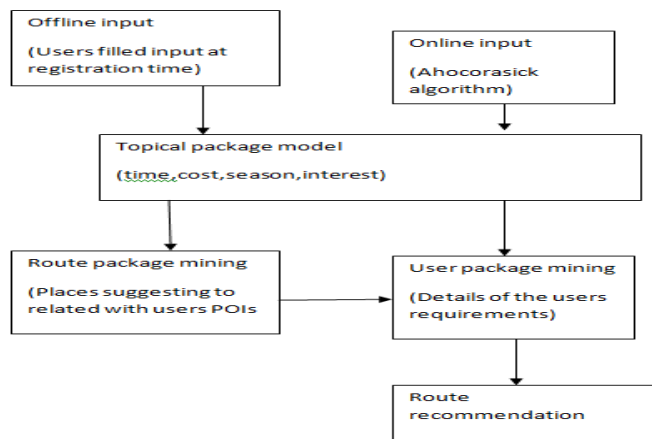 Offline input
(Users filled input at
registration time)
Online input
(Ahocorasick
algorithm)
Topical package model
(time,cost,season,interest)
Route package mining
(Places suggesting to
related with users POIs
User package mining
(Details of the users
requirements)
Route
recommendation